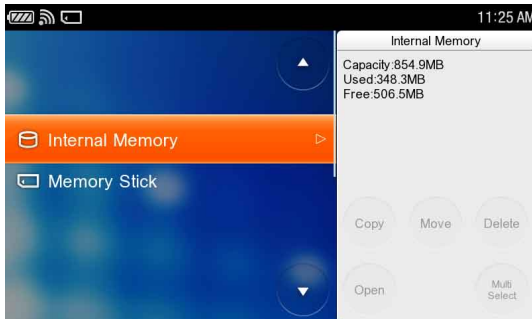 11:25 AM
Internal Memory
Capacity:854.9MB
Used:348.3MB
Free:506.5MB
Internal Memory
Memory Stick
Copy Move Delete
Open Multi Select